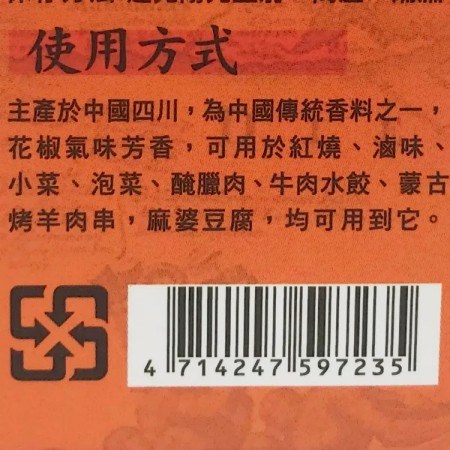 使用方式
主產於中國四川，為中國傳統香料之一，
花椒氣味芳香，可用於紅燒、滷味、
小菜、泡菜、醃臘肉、牛肉水餃、蒙古
烤羊肉串，麻婆豆腐，均可用到它。
4 714247 597235